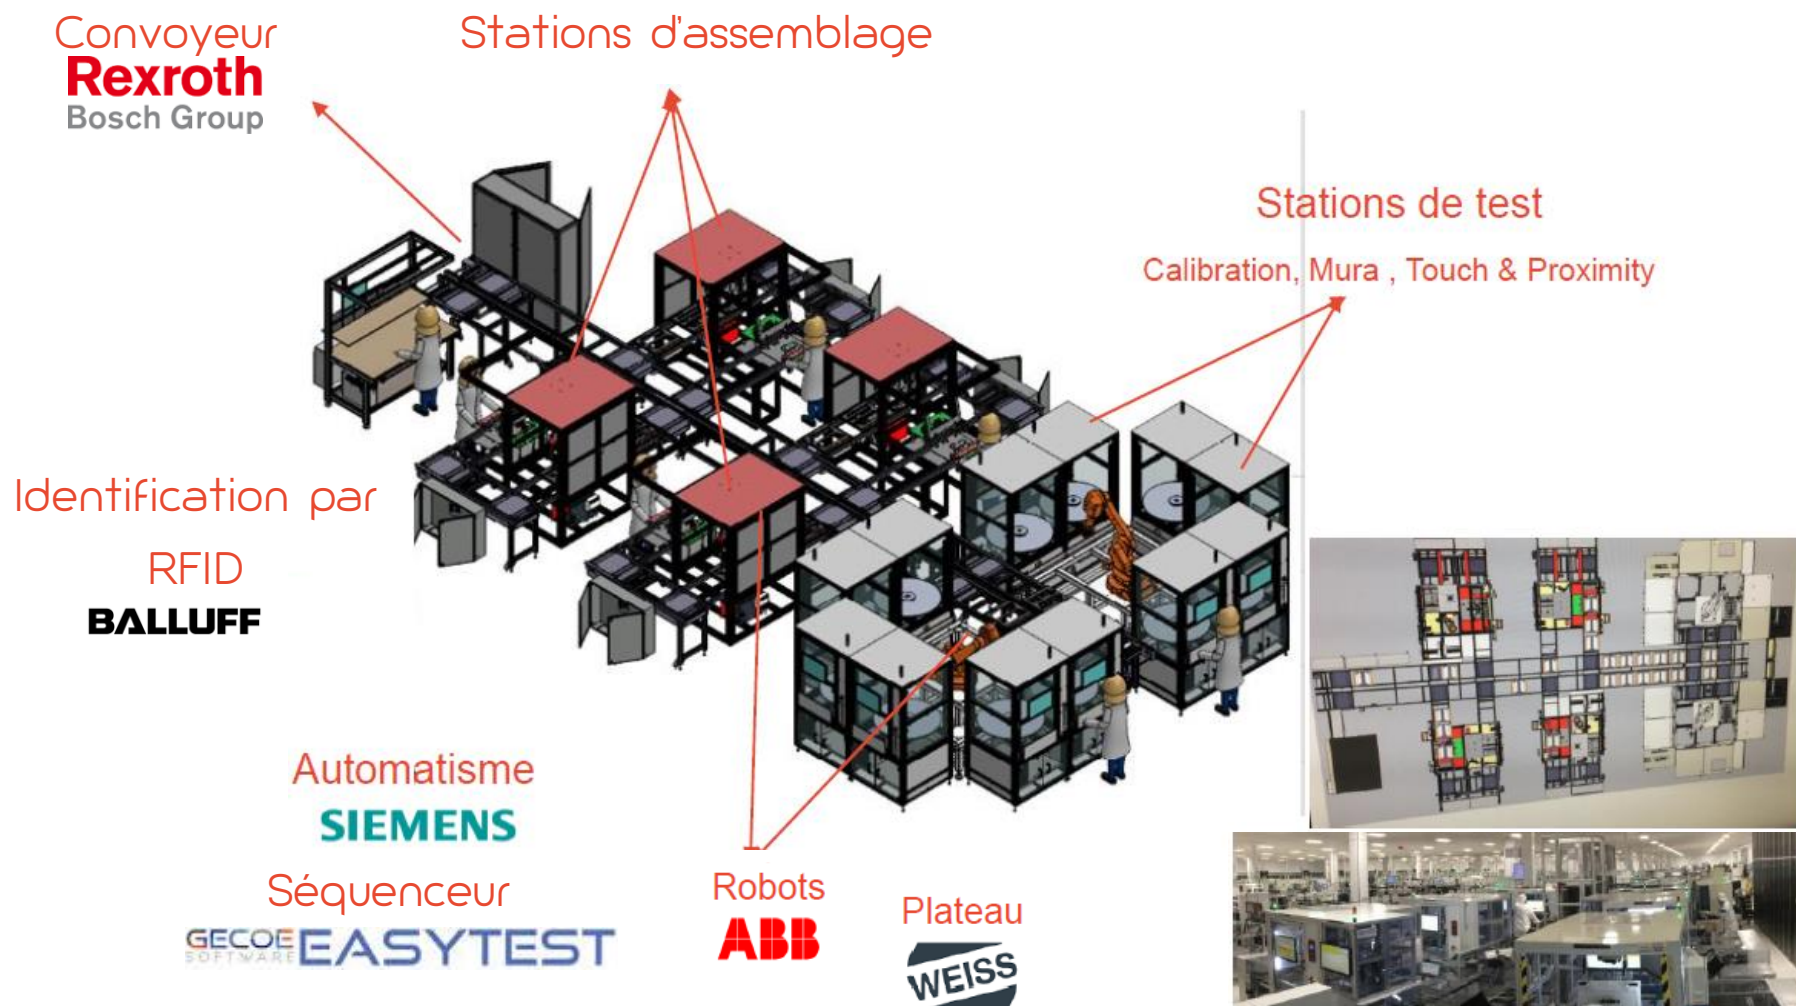 Convoyeur
Rexroth
Bosch Group
Stations d'assemblage
Stations de test
Calibration, Mura , Touch & Proximity
Identification par
RFID
BALLUFF
Automatisme
SIEMENS
Séquenceur
GECOE
SOFTWARE
EASYTEST
Robots
ABB
Plateau
WEISS